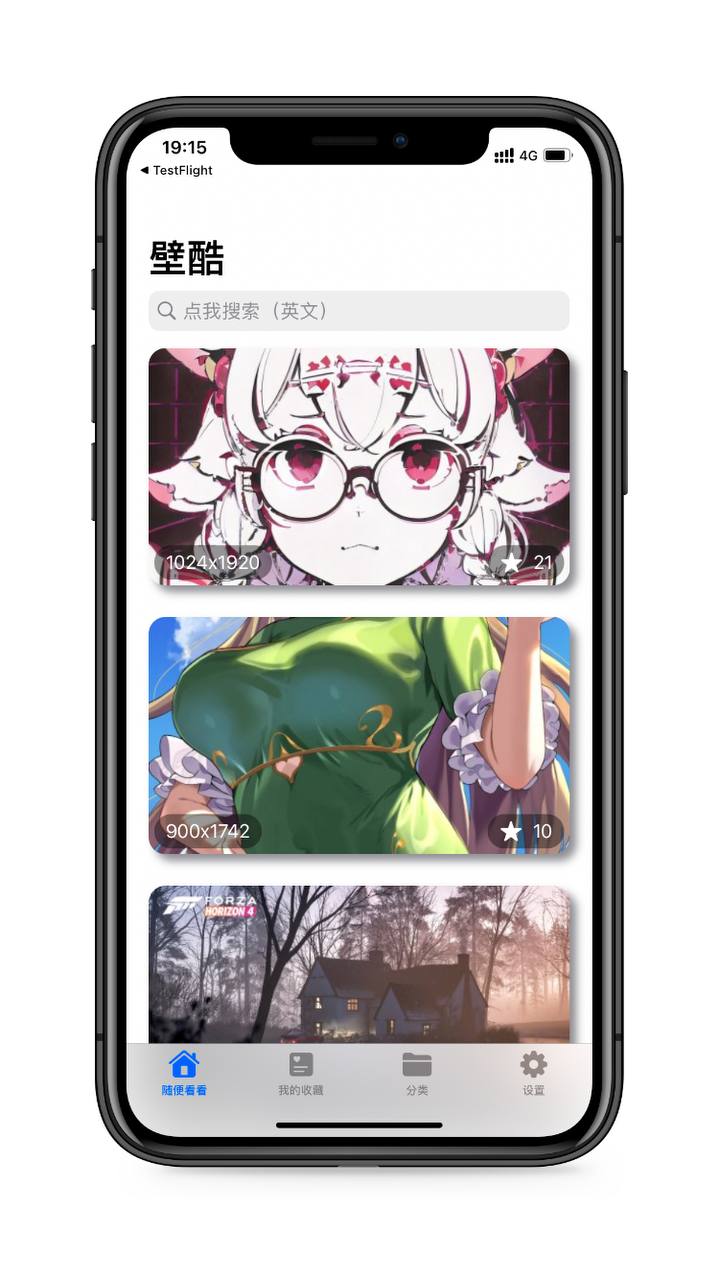 19:15
4G
◀ TestFlight
壁酷
点我搜索（英文）
1024x1920
★ 21
900x1742
★ 10
FORZA
HORIZON 4
随便看看
我的收藏
分类
设置